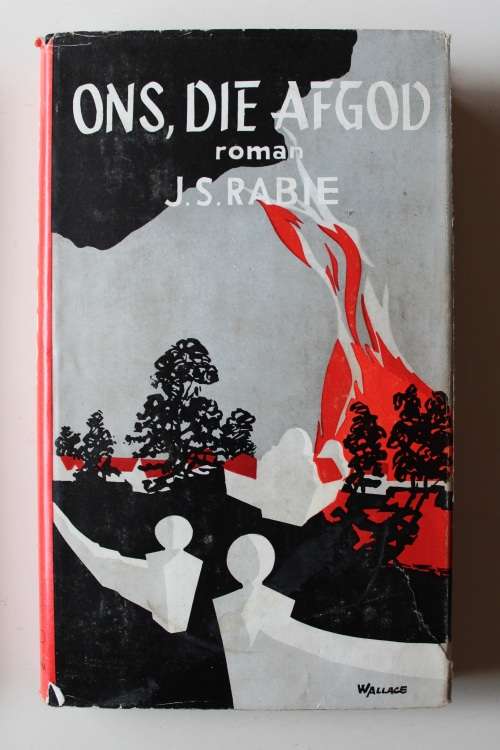 ONS, DIE AFGOD
roman
J.S. RABIE
WALLACE